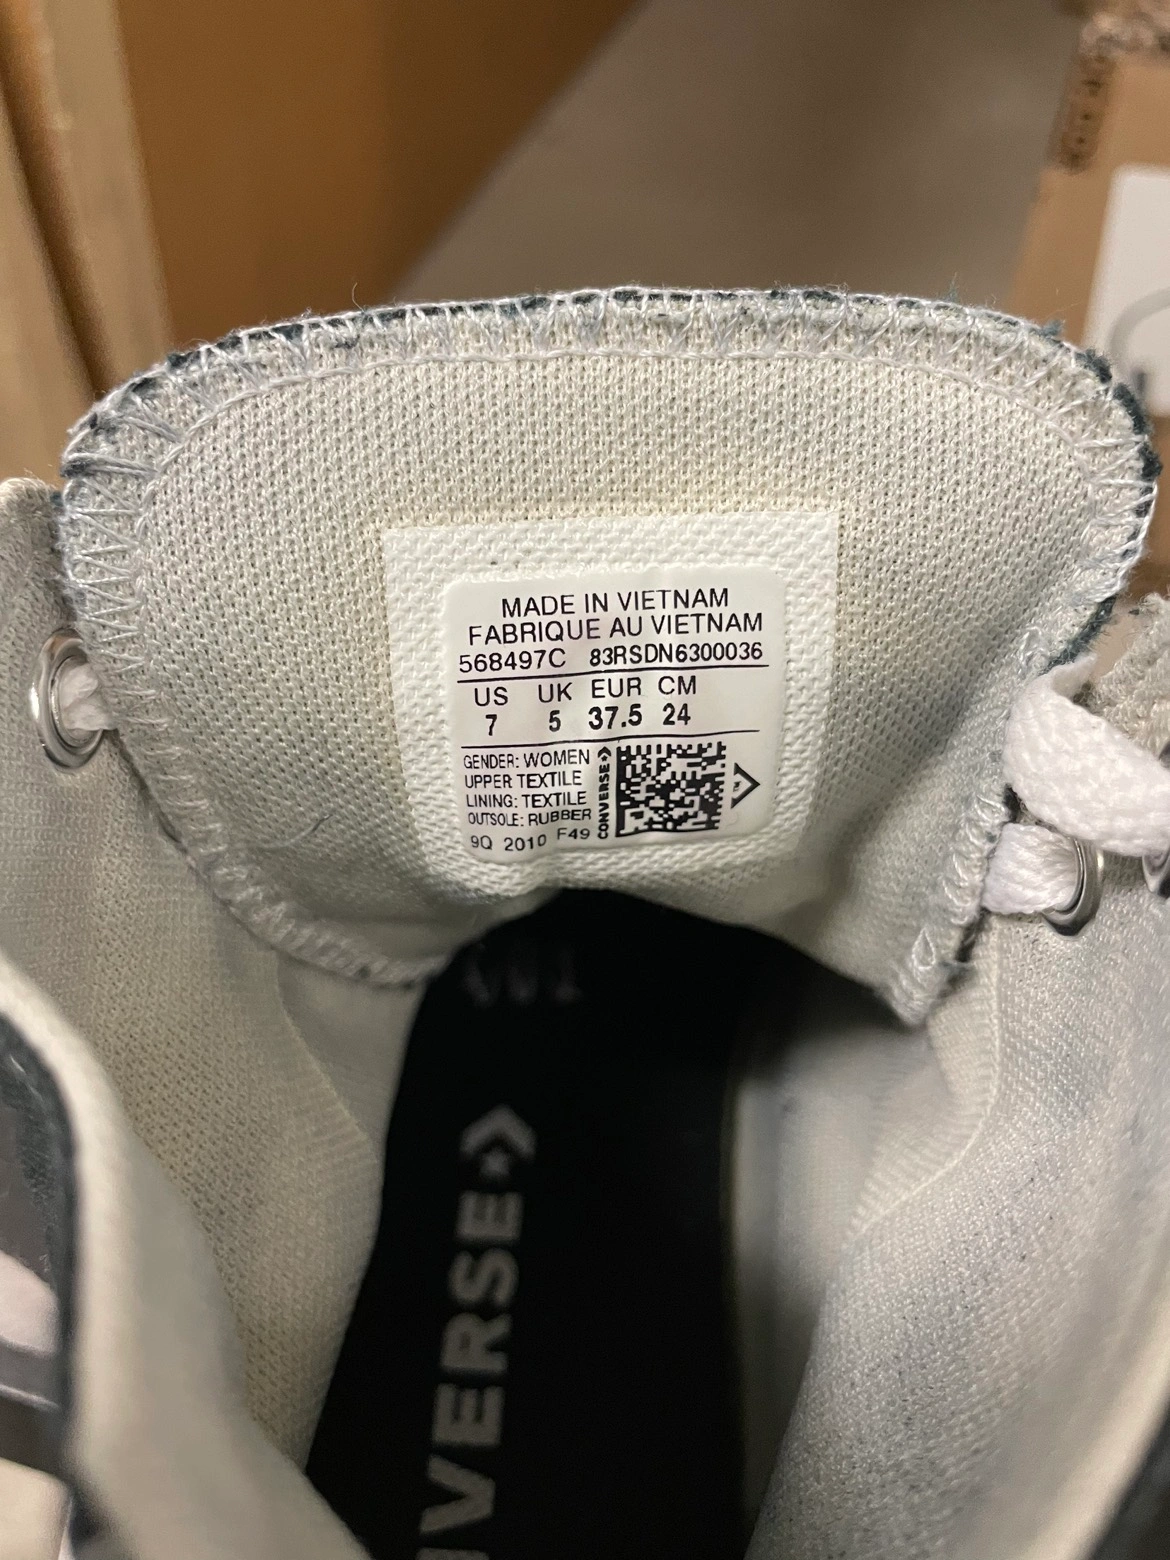 MADE IN VIETNAM
FABRIQUE AU VIETNAM
568497C 83RSDN6300036
US UK EUR CM
7 5 37.5 24
GENDER: WOMEN
UPPER TEXTILE
LINING: TEXTILE
OUTSOLE: RUBBER
9Q 2010 F49
CONVERSE
VERSE